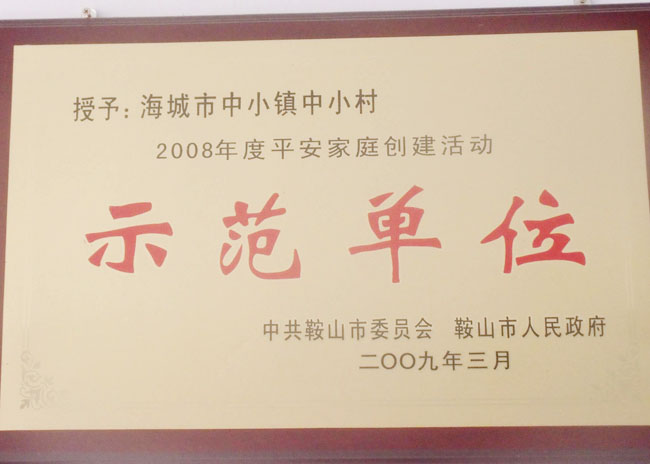 授予：海城市中小镇中小村
2008年度平安家庭创建活动
示范单位
中共鞍山市委员会 鞍山市人民政府
二〇〇九年三月